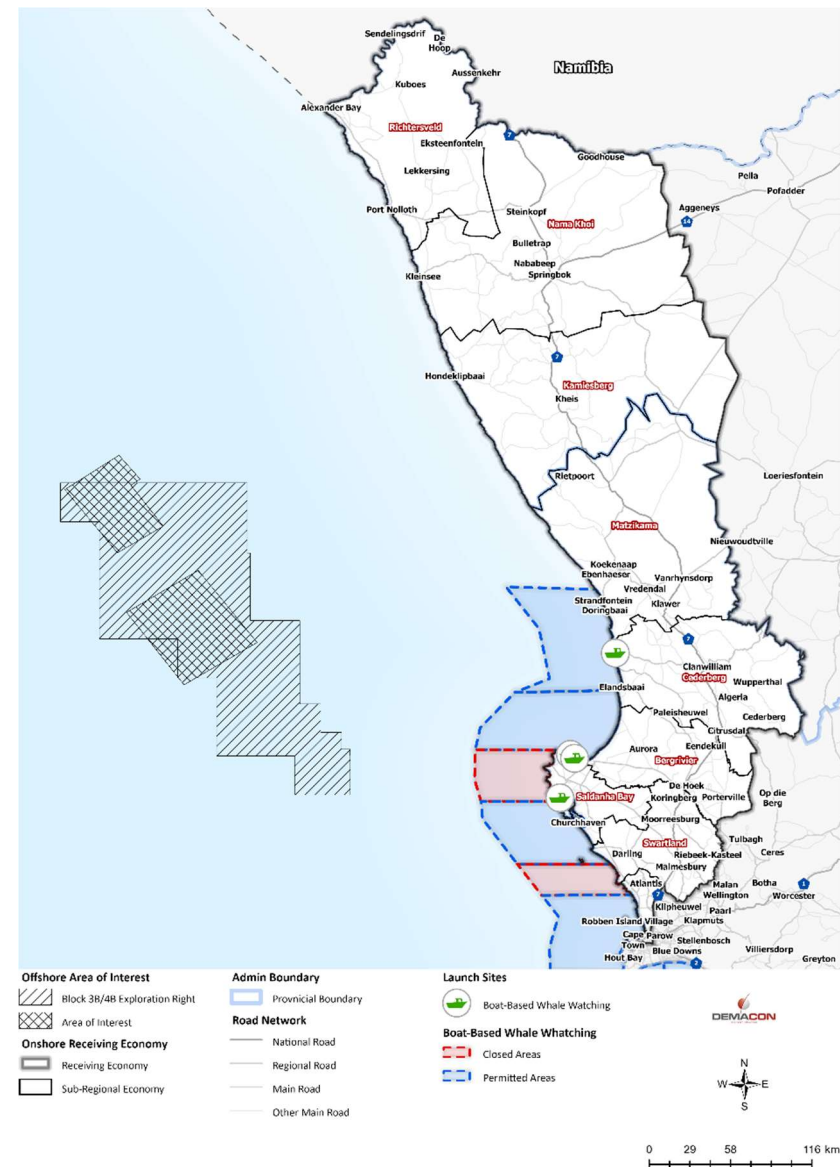 Sendelingsdrif
De
Hoop
Aussenkehr
Namibia
Kuboes
Alexander Bay
Richtersveld
7
Eksteenfontein
Goodhouse
Lekkersing
Pella
Pofadder
Port Nolloth
Steinkopf
Aggeneys
Nama Khoi
14
Bulletrap
Nababeep
Kleinsee
Springbok
7
Hondeklipbaai
Kamiesberg
Kheis
Rietpoort
Loeriesfontein
Matzikama
Nieuwoudtville
Koekenaap
Ebenhaeser
Vanrhynsdorp
Vredendal
Strandfontein
Klawer
Doringbaai
7
Clanwilliam
Cederberg
Wupperthal
Elandsbaai
Algeria
Paleisheuwel
Cederberg
Citrusdal
Aurora
Eendekuil
Bergrivier
De Hoek
Saldanha Bay
Koringberg
Porterville
Op die
Berg
Churchhaven
Moorreesburg
Swartland
Tulbagh
Darling
Riebeek-Kasteel
Ceres
Malmesbury
Atlantis
Malan
Botha
1
7
Wellington
Worcester
Klipheuwel
Paarl
Robben Island Village
Klapmuts
Cape
Town
Parow
Stellenbosch
Blue Downs
Villiersdorp
Hout Bay
2
Greyton
Offshore Area of Interest
Block 3B/4B Exploration Right
Area of Interest
Onshore Receiving Economy
Receiving Economy
Sub-Regional Economy
Admin Boundary
Provnicial Boundary
Road Network
National Road
Regional Road
Main Road
Other Main Road
Launch Sites
Boat-Based Whale Watching
Boat-Based Whale Whatching
Closed Areas
Permitted Areas
DEMACON
N
W
E
S
0 29 58 116 km